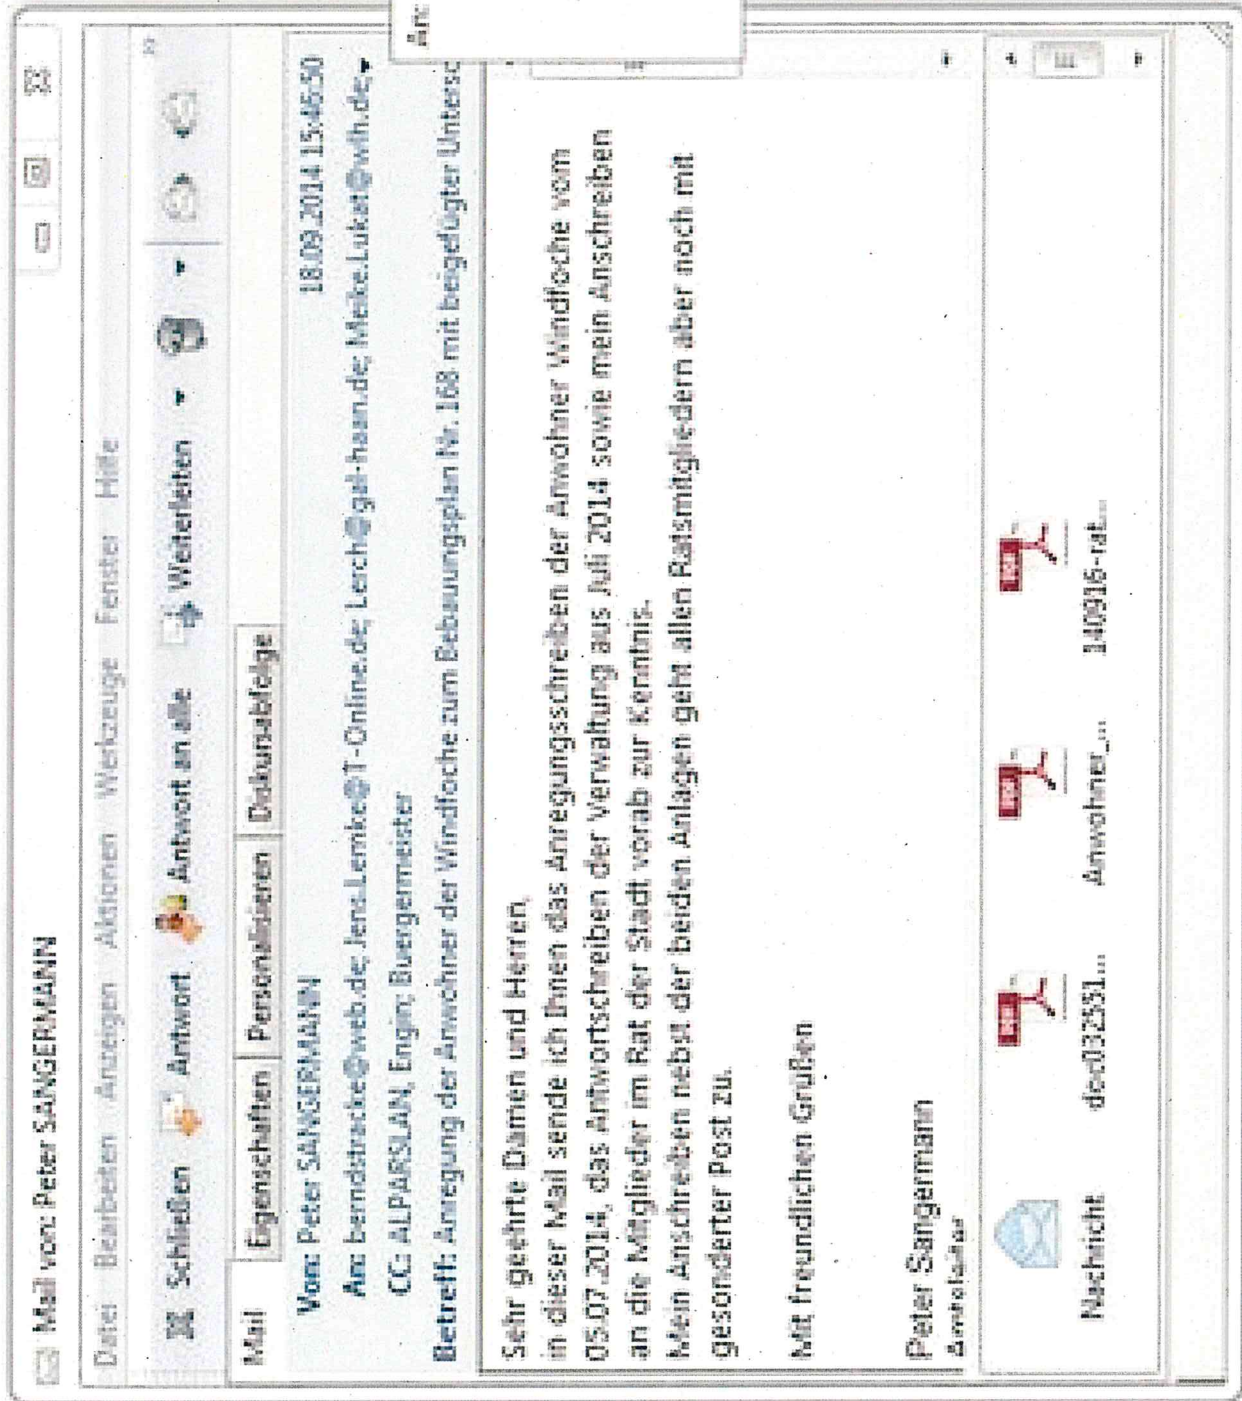 Mail von: Peter SANGERMANN
Datei Bearbeiten Anzeigen Aktionen Werkzeuge Fenster Hilfe
Schließen Antwort Antwort an alle Weiterleiten
Mail Eigenschaften Personalisieren Diskursabfolge
Von: Peter SANGERMANN 18.09.2014 15:46:50
An: berndstracke@web.de; Jens.Lemke@T-Online.de; Lerch@gal-haan.de; Meike.Lukat@wlh.de;
An:
CC: ALPARSLAN, Engin; Buergermeister
Betreff: Anregung der Anwohner der Windfoche zum Bebauungsplan Nr. 168 mit beigefügter Untersc
Sehr geehrte Damen und Herren,
in dieser Mail sende ich Ihnen das Anregungsschreiben der Anwohner Windfoche vom
05.07.2014, das Antwortschreiben der Verwaltung aus Juli 2014 sowie mein Anschreiben
an die Mitglieder im Rat der Stadt vorab zur Kenntnis.
Mein Anschreiben nebst der beiden Anlagen geht allen Ratsmitgliedern aber noch mit
gesonderter Post zu.
Mit freundlichen Grüßen
Peter Sangermann
Amtsleiter
Nachricht doc032551... Anwohner_... 140916-rat...